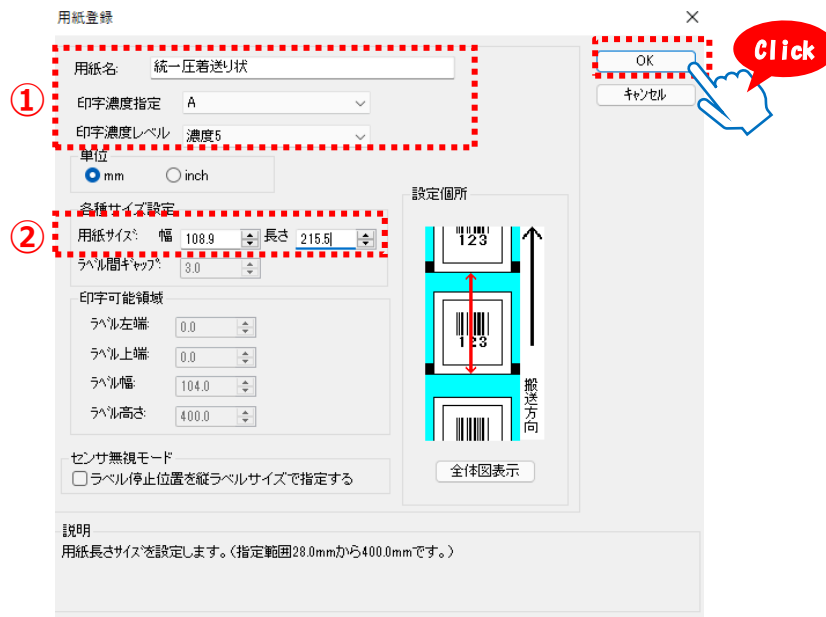 用紙登録
①
用紙名: 統一圧着送り状
印字濃度指定 A
印字濃度レベル 濃度5
OK
Click
キャンセル
単位
mm inch
各種サイズ設定
②
用紙サイズ: 幅 108.9 長さ 215.5
ラベル間ギャップ: 3.0
印字可能領域
ラベル左端: 0.0
ラベル上端: 0.0
ラベル幅: 104.0
ラベル高さ: 400.0
設定個所
123
123
搬送方向
全体図表示
センサ無視モード
ラベル停止位置を縦ラベルサイズで指定する
説明
用紙長さサイズを設定します。(指定範囲28.0mmから400.0mmです。)